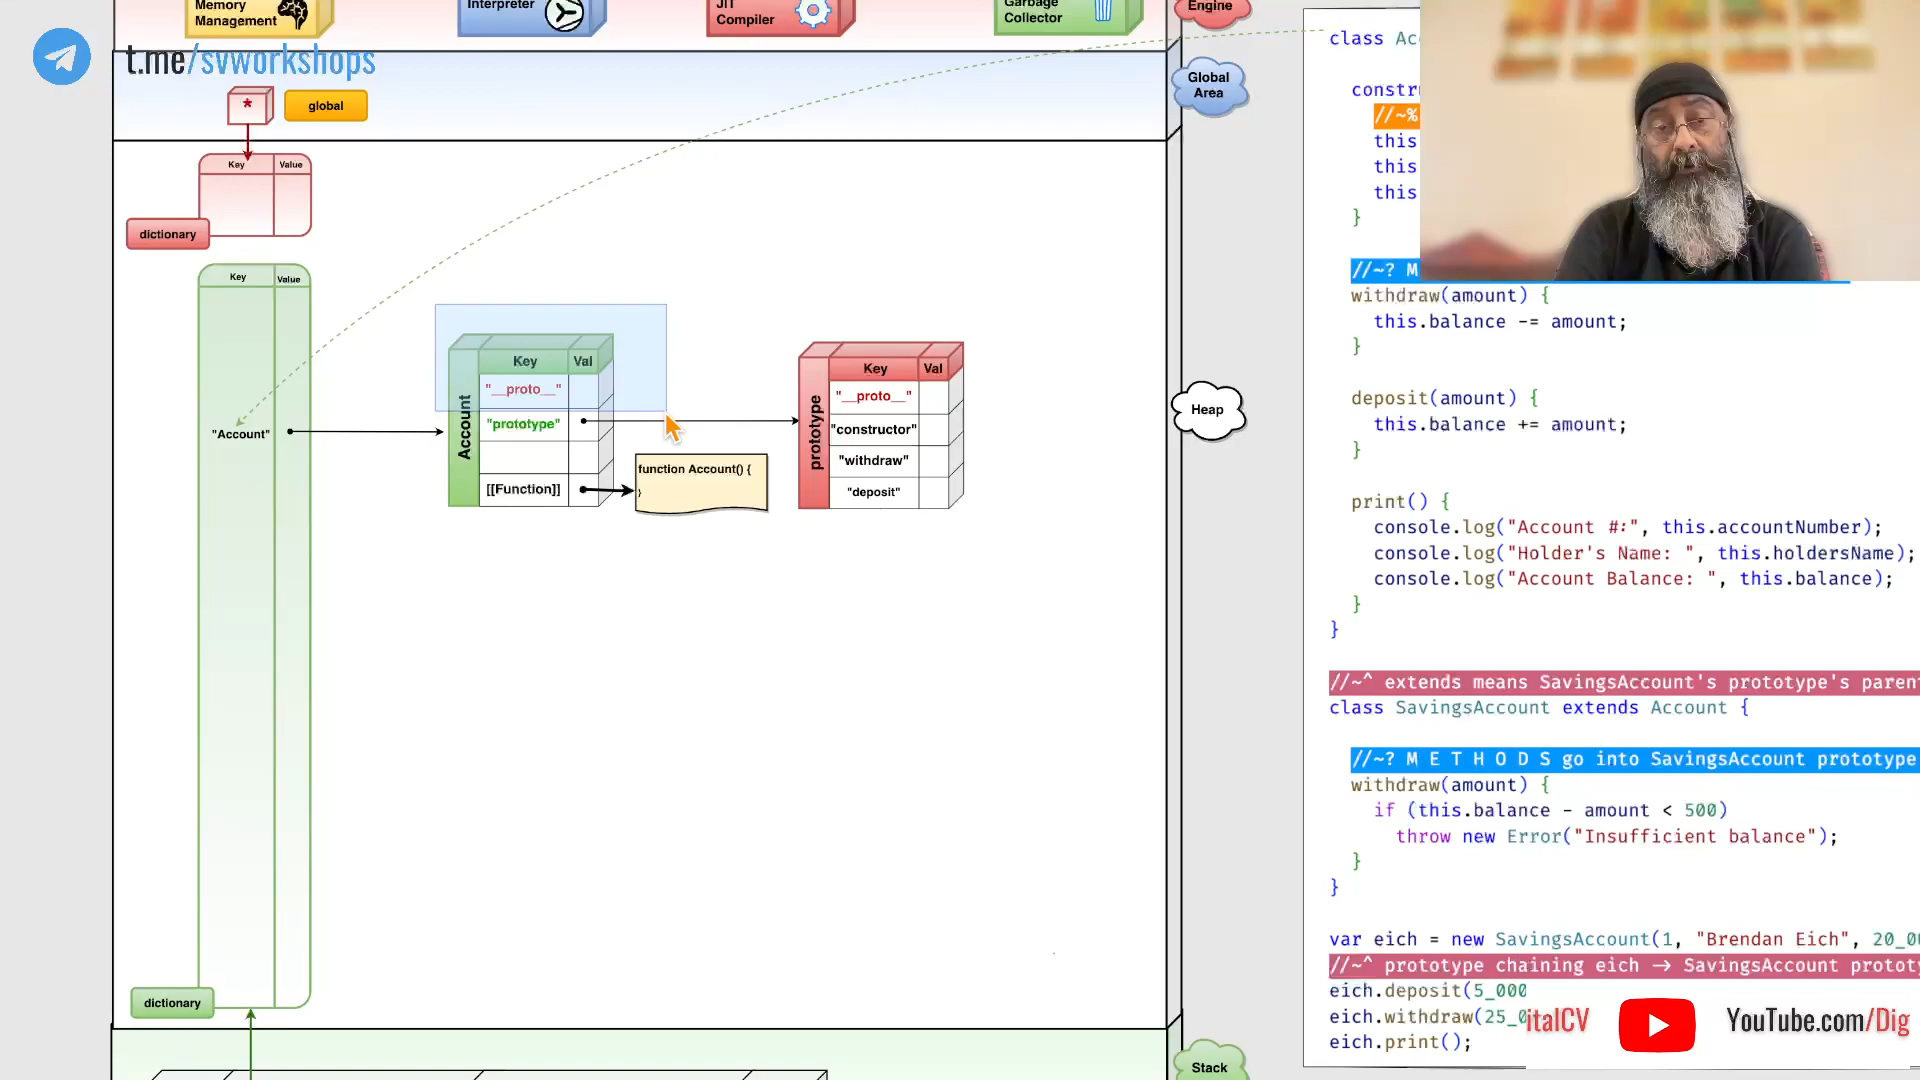 Memory
Management
Interpreter
JIT
Compiler
Garbage
Collector
Engine
t.me/svworkshops
Global
Area
*
global
Key Value
dictionary
Key Value
"Account"
Account
Key Val
"__proto__"
"prototype"
[[Function]]
function Account() {
}
prototype
Key Val
"__proto__"
"constructor"
"withdraw"
"deposit"
Heap
dictionary
Stack
class Ac
constru
//~%
this
this
this
}
//~? M
withdraw(amount) {
this.balance -= amount;
}
deposit(amount) {
this.balance += amount;
}
print() {
console.log("Account #:", this.accountNumber);
console.log("Holder's Name: ", this.holdersName);
console.log("Account Balance: ", this.balance);
}
}
//~^ extends means SavingsAccount's prototype's parent
class SavingsAccount extends Account {
//~? M E T H O D S go into SavingsAccount prototype
withdraw(amount) {
if (this.balance - amount < 500)
throw new Error("Insufficient balance");
}
}
var eich = new SavingsAccount(1, "Brendan Eich", 20_00
//~^ prototype chaining eich → SavingsAccount protot
eich.deposit(5_000
eich.withdraw(25_0
eich.print();
italCV
YouTube.com/Dig